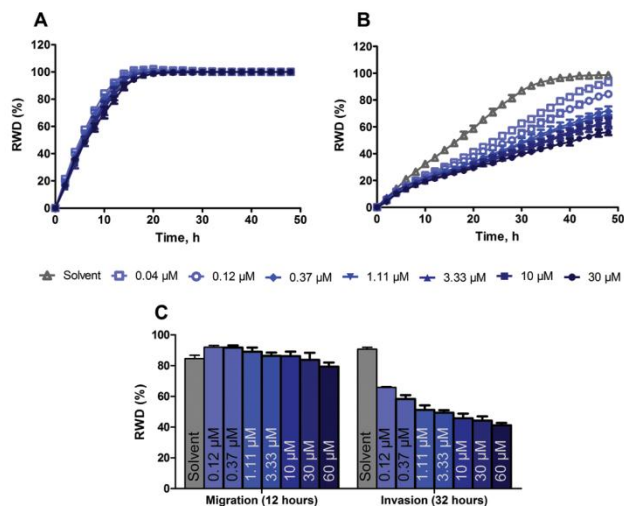 A
B
120
100
80
60
40
20
0
RWD (%)
0 10 20 30 40 50
Time, h
120
100
80
60
40
20
0
RWD (%)
0 10 20 30 40 50
Time, h
Solvent 0.04 µM 0.12 µM 0.37 µM 1.11 µM 3.33 µM 10 µM 30 µM
C
100
80
60
40
20
0
RWD (%)
Solvent
0.12 µM
0.37 µM
1.11 µM
3.33 µM
10 µM
30 µM
60 µM
Solvent
0.12 µM
0.37 µM
1.11 µM
3.33 µM
10 µM
30 µM
60 µM
Migration (12 hours) Invasion (32 hours)